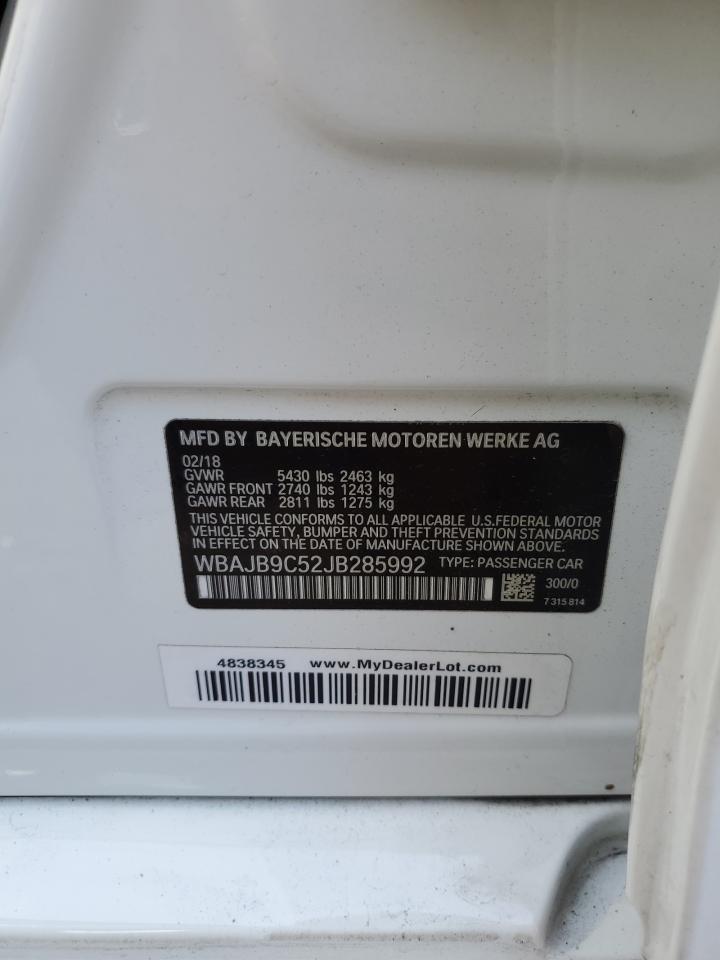 MFD BY BAYERISCHE MOTOREN WERKE AG
02/18
GVWR 5430 lbs 2463 kg
GAWR FRONT 2740 lbs 1243 kg
GAWR REAR 2811 lbs 1275 kg
THIS VEHICLE CONFORMS TO ALL APPLICABLE U.S.FEDERAL MOTOR
VEHICLE SAFETY, BUMPER AND THEFT PREVENTION STANDARDS
IN EFFECT ON THE DATE OF MANUFACTURE SHOWN ABOVE.
WBAJB9C52JB285992 TYPE: PASSENGER CAR
300/0
7315814
4838345 www.MyDealerLot.com